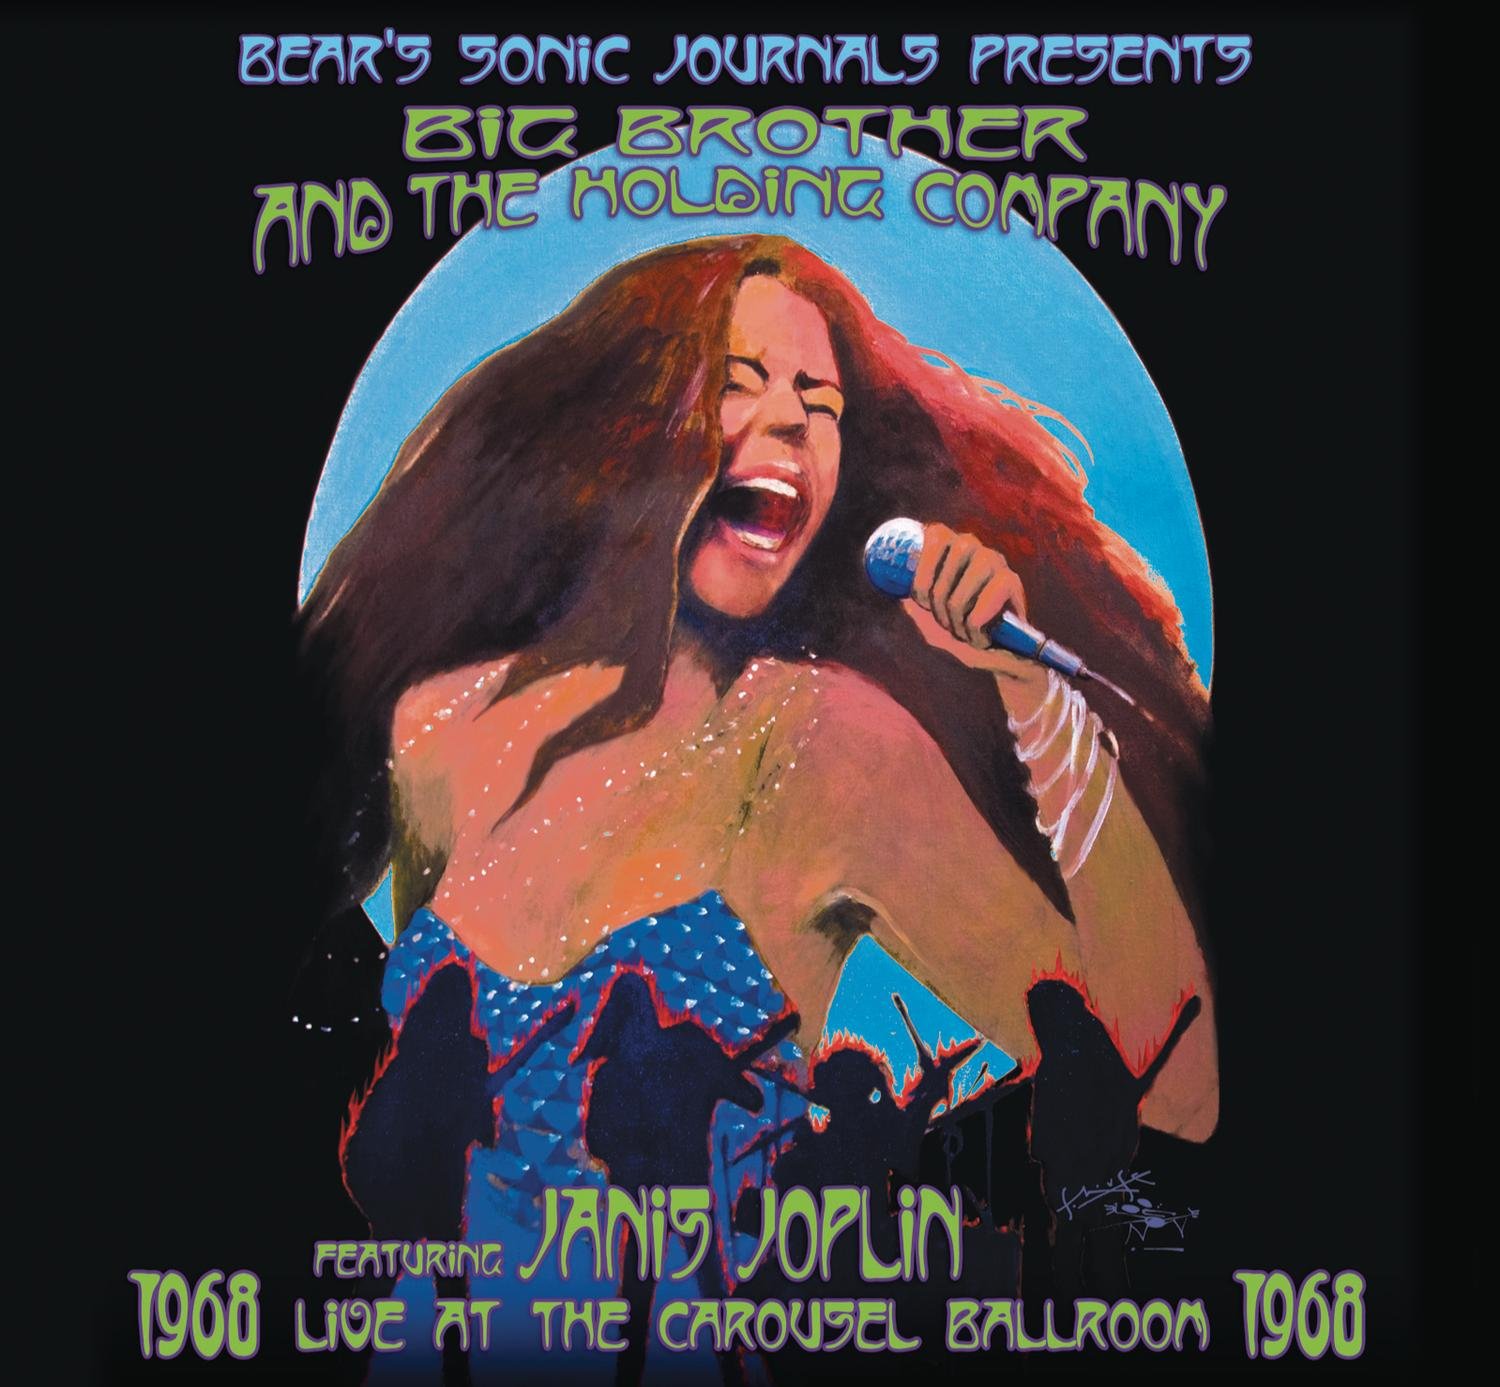 BEAR'S SONIC JOURNALS PRESENTS
BIG BROTHER
AND THE HOLDING COMPANY
FEATURING JANIS JOPLIN
1968 LIVE AT THE CAROUSEL BALLROOM 1968